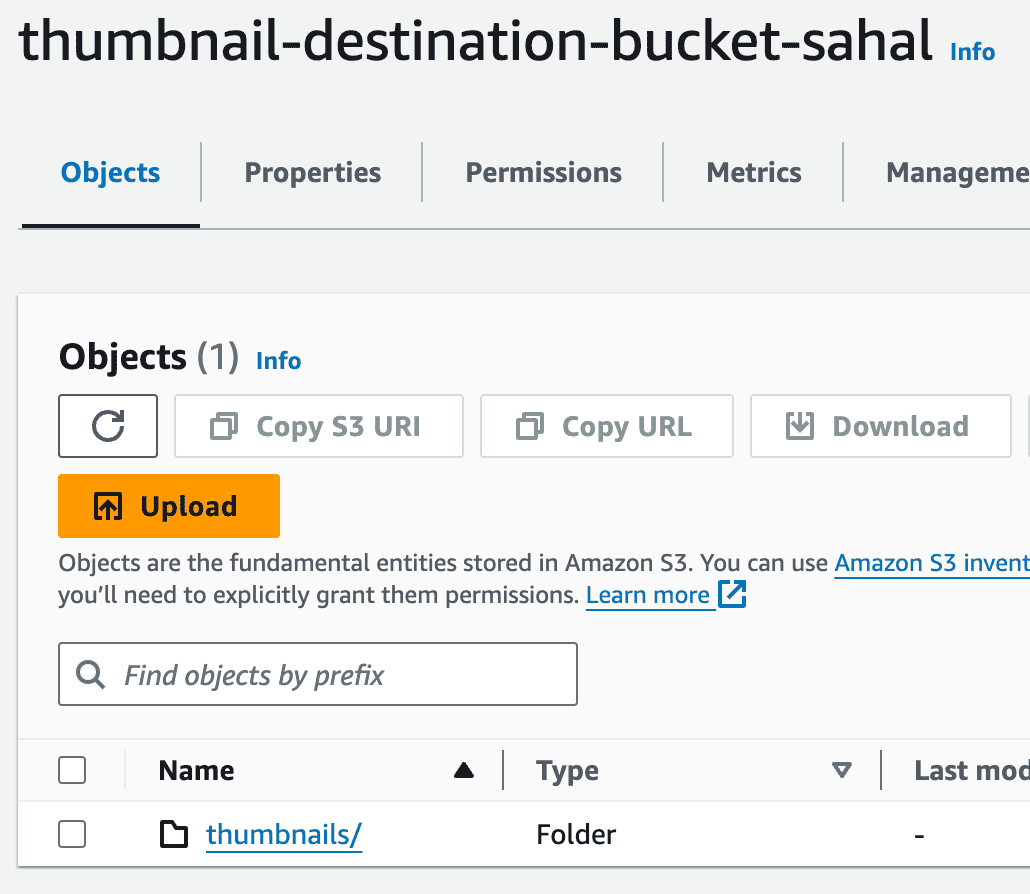 thumbnail-destination-bucket-sahal Info
Objects Properties Permissions Metrics Manageme
Objects (1) Info
Copy S3 URI Copy URL Download
Upload
Objects are the fundamental entities stored in Amazon S3. You can use Amazon S3 invent
you’ll need to explicitly grant them permissions. Learn more
Find objects by prefix
Name Type Last mod
thumbnails/ Folder -